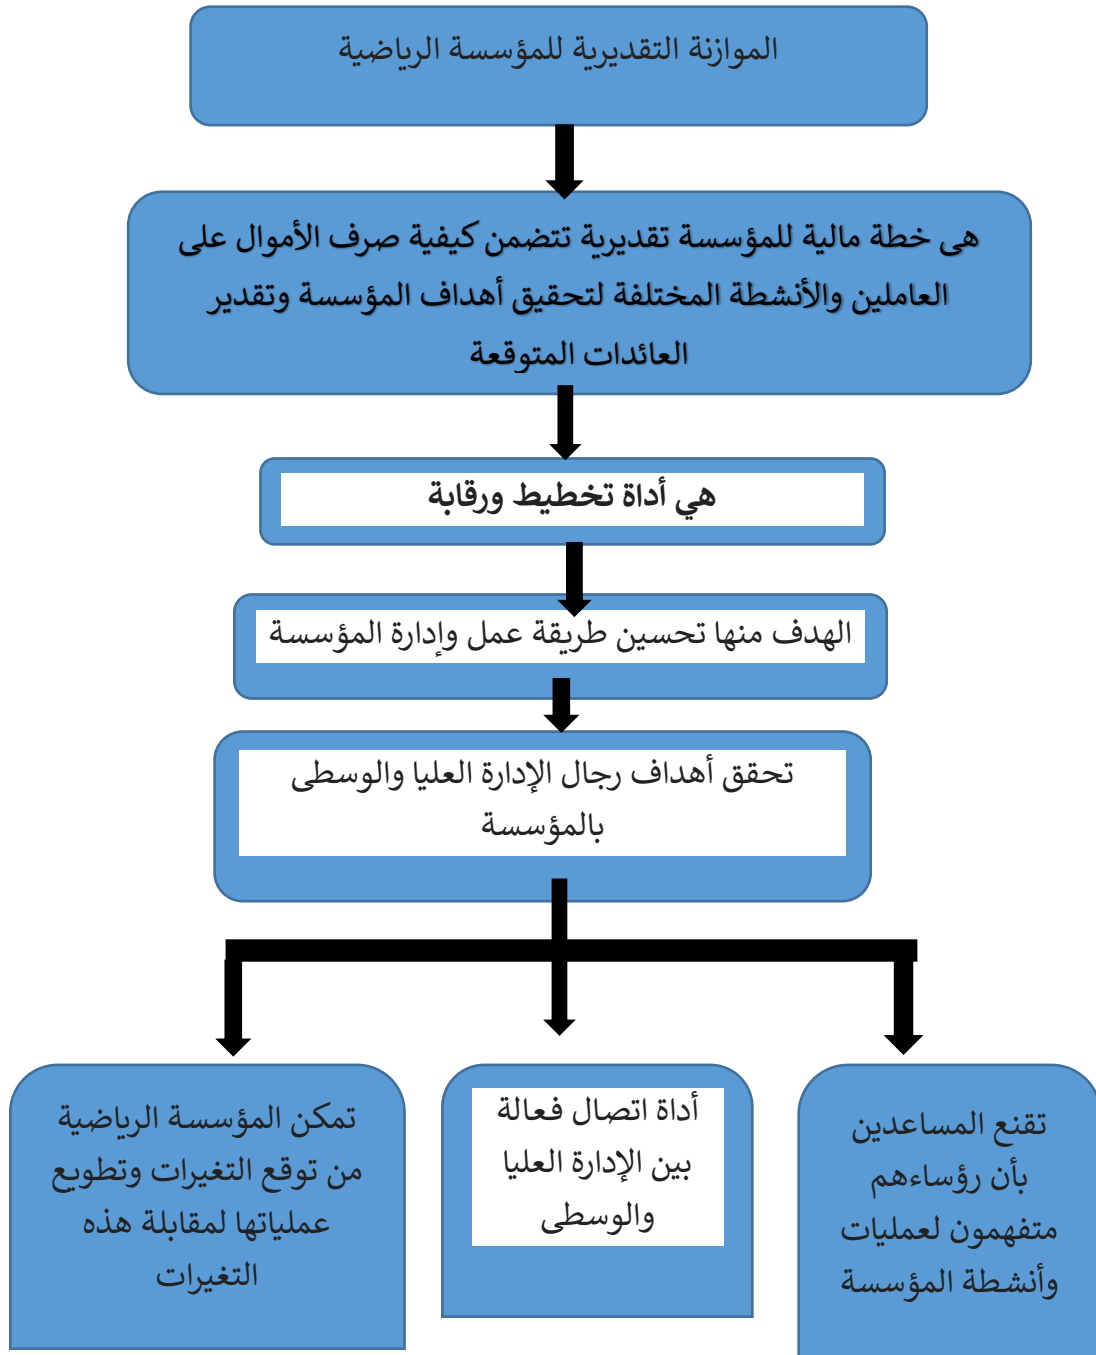 الموازنة التقديرية للمؤسسة الرياضية
هى خطة مالية للمؤسسة تقديرية تتضمن كيفية صرف الأموال على
العاملين والأنشطة المختلفة لتحقيق أهداف المؤسسة وتقدير
العائدات المتوقعة
هي أداة تخطيط ورقابة
الهدف منها تحسين طريقة عمل وإدارة المؤسسة
تحقق أهداف رجال الإدارة العليا والوسطى
بالمؤسسة
تقنع المساعدين
بأن رؤساءهم
متفهمون لعمليات
وأنشطة المؤسسة
أداة اتصال فعالة
بين الإدارة العليا
والوسطى
تمكن المؤسسة الرياضية
من توقع التغيرات وتطويع
عملياتها لمقابلة هذه
التغيرات